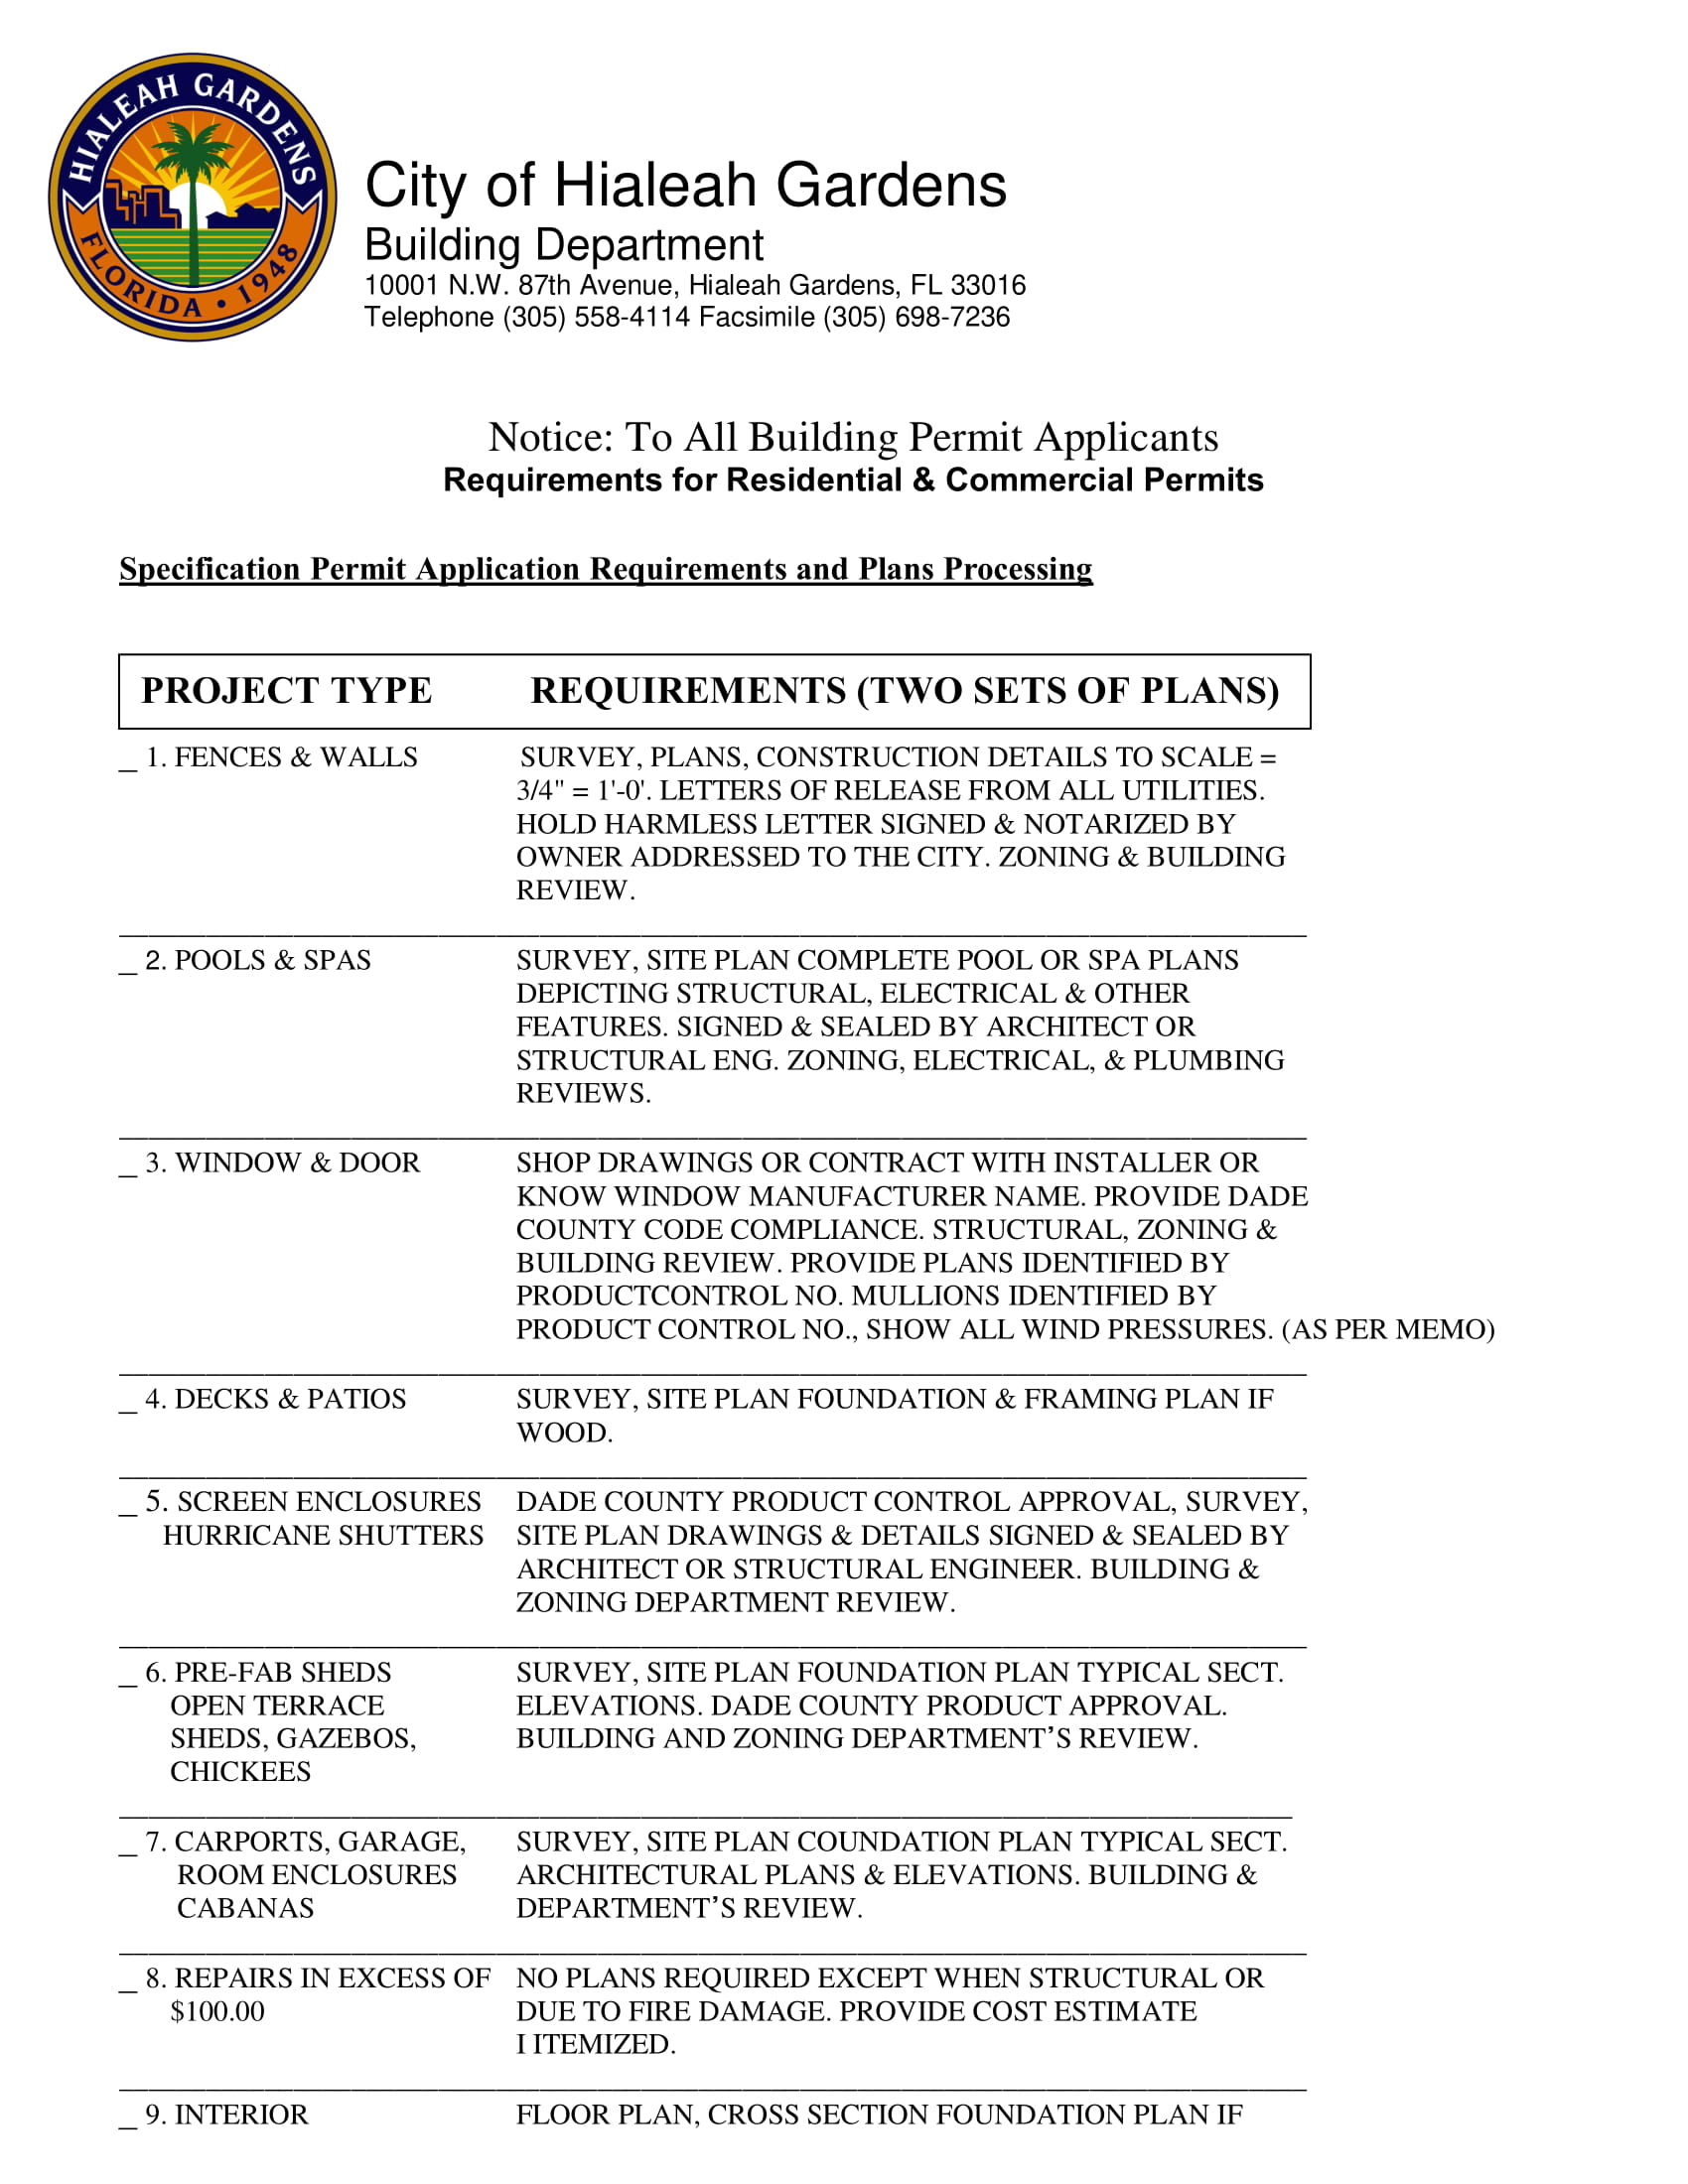 HIALEAH GARDENS
FLORIDA • 1948
City of Hialeah Gardens
Building Department
10001 N.W. 87th Avenue, Hialeah Gardens, FL 33016
Telephone (305) 558-4114 Facsimile (305) 698-7236
Notice: To All Building Permit Applicants
Requirements for Residential & Commercial Permits
Specification Permit Application Requirements and Plans Processing
PROJECT TYPE REQUIREMENTS (TWO SETS OF PLANS)
_ 1. FENCES & WALLS SURVEY, PLANS, CONSTRUCTION DETAILS TO SCALE =
3/4" = 1'-0'. LETTERS OF RELEASE FROM ALL UTILITIES.
HOLD HARMLESS LETTER SIGNED & NOTARIZED BY
OWNER ADDRESSED TO THE CITY. ZONING & BUILDING
REVIEW.
_ 2. POOLS & SPAS SURVEY, SITE PLAN COMPLETE POOL OR SPA PLANS
DEPICTING STRUCTURAL, ELECTRICAL & OTHER
FEATURES. SIGNED & SEALED BY ARCHITECT OR
STRUCTURAL ENG. ZONING, ELECTRICAL, & PLUMBING
REVIEWS.
_ 3. WINDOW & DOOR SHOP DRAWINGS OR CONTRACT WITH INSTALLER OR
KNOW WINDOW MANUFACTURER NAME. PROVIDE DADE
COUNTY CODE COMPLIANCE. STRUCTURAL, ZONING &
BUILDING REVIEW. PROVIDE PLANS IDENTIFIED BY
PRODUCTCONTROL NO. MULLIONS IDENTIFIED BY
PRODUCT CONTROL NO., SHOW ALL WIND PRESSURES. (AS PER MEMO)
_ 4. DECKS & PATIOS SURVEY, SITE PLAN FOUNDATION & FRAMING PLAN IF
WOOD.
_ 5. SCREEN ENCLOSURES DADE COUNTY PRODUCT CONTROL APPROVAL, SURVEY,
HURRICANE SHUTTERS SITE PLAN DRAWINGS & DETAILS SIGNED & SEALED BY
ARCHITECT OR STRUCTURAL ENGINEER. BUILDING &
ZONING DEPARTMENT REVIEW.
_ 6. PRE-FAB SHEDS SURVEY, SITE PLAN FOUNDATION PLAN TYPICAL SECT.
OPEN TERRACE ELEVATIONS. DADE COUNTY PRODUCT APPROVAL.
SHEDS, GAZEBOS, BUILDING AND ZONING DEPARTMENT’S REVIEW.
CHICKEES
_ 7. CARPORTS, GARAGE, SURVEY, SITE PLAN COUNDATION PLAN TYPICAL SECT.
ROOM ENCLOSURES ARCHITECTURAL PLANS & ELEVATIONS. BUILDING &
CABANAS DEPARTMENT’S REVIEW.
_ 8. REPAIRS IN EXCESS OF NO PLANS REQUIRED EXCEPT WHEN STRUCTURAL OR
$100.00 DUE TO FIRE DAMAGE. PROVIDE COST ESTIMATE
I ITEMIZED.
_ 9. INTERIOR FLOOR PLAN, CROSS SECTION FOUNDATION PLAN IF